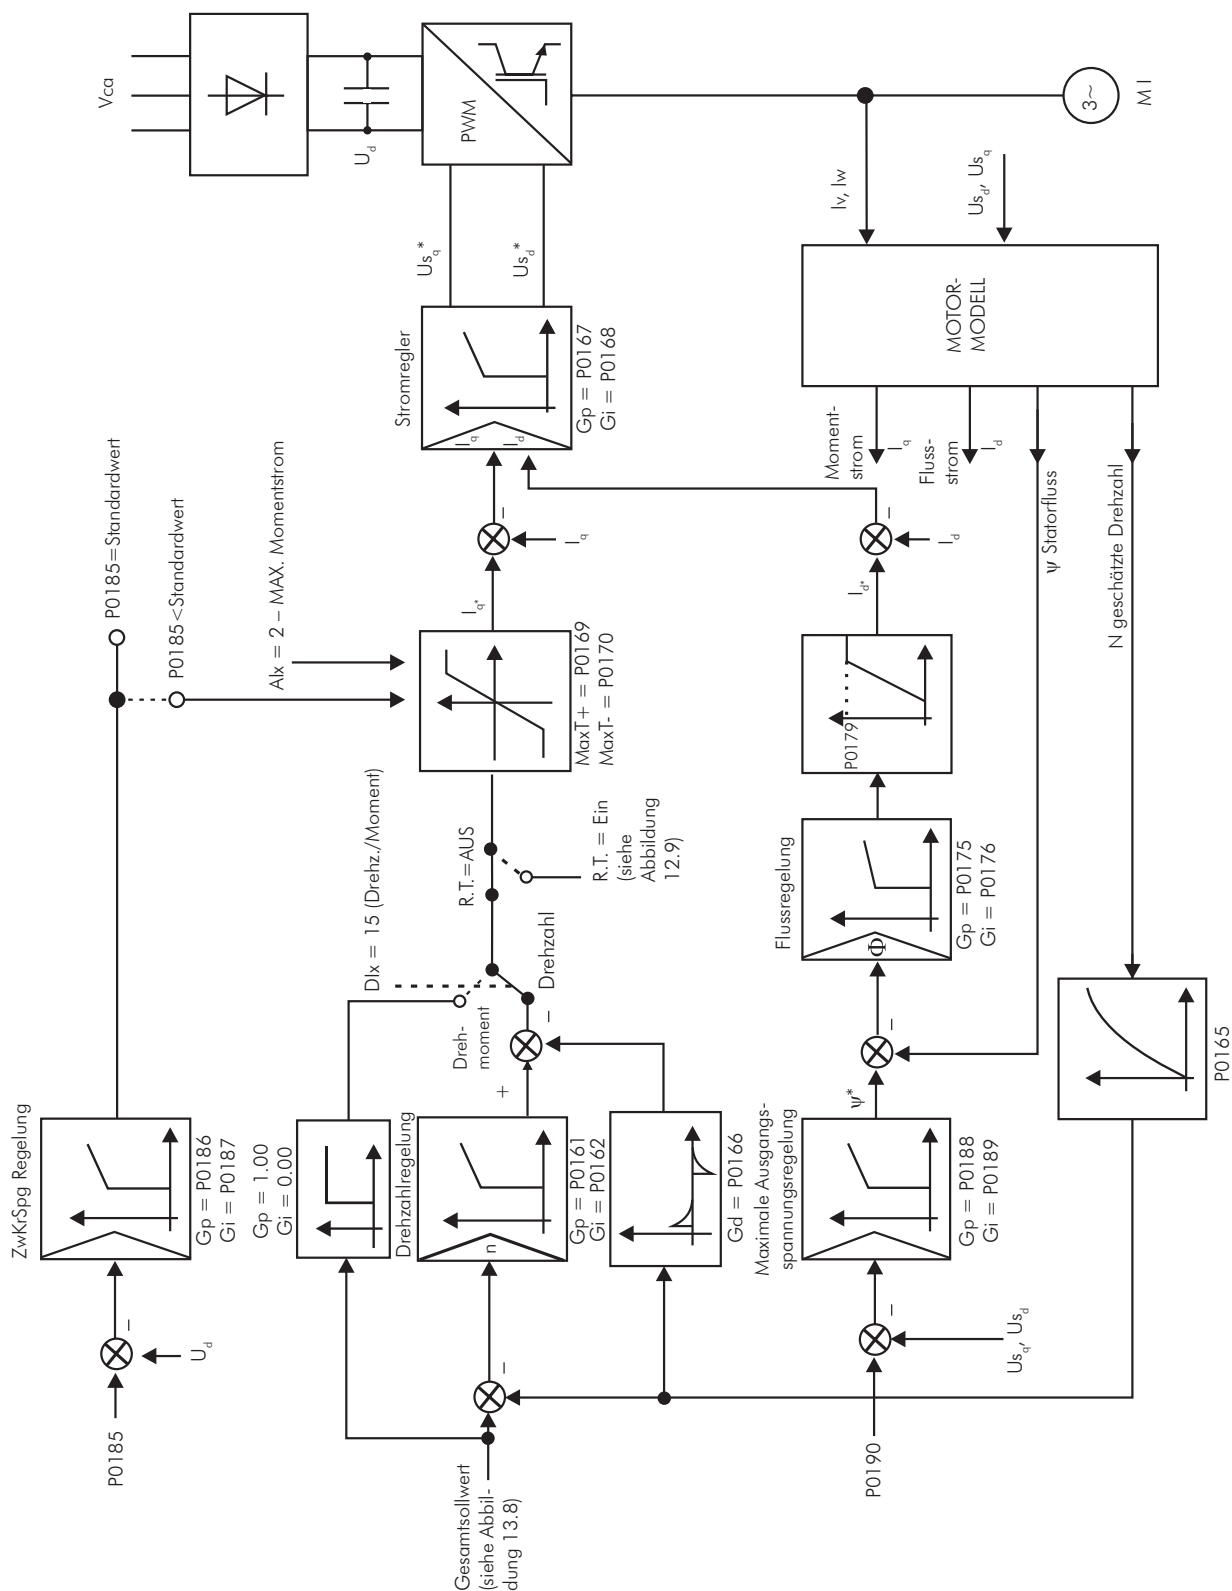 Vca
U_d
PWM
3~
M I
Iv, Iw
Us_d, Us_q
Us_q*
Us_d*
MOTOR-
MODELL
Stromregler
I_q
I_d
Gp = P0167
Gi = P0168
Moment-
strom
I_q
Fluss-
strom
I_d
ψ Statorfluss
N geschätzte Drehzahl
P0185=Standardwert
P0185<Standardwert
AIx = 2 – MAX. Momentstrom
–
I_q
I_q*
MaxT+ = P0169
MaxT- = P0170
–
I_d
I_d*
P0179
DIx = 15 (Drehz./Moment)
R.T.=AUS
R.T. = Ein
(siehe
Abbildung
12.9)
Drehzahl
Dreh-
moment
–
+
Flussregelung
Φ
Gp = P0175
Gi = P0176
–
ψ*
P0165
ZwKrSpg Regelung
Gp = P0186
Gi = P0187
Gp = 1.00
Gi = 0.00
Drehzahlregelung
n
Gp = P0161
Gi = P0162
Gd = P0166
Maximale Ausgangs-
spannungsregelung
Gp = P0188
Gi = P0189
–
U_d
P0185
–
Gesamtsollwert
(siehe Abbil-
dung 13.8)
–
Us_q, Us_d
P0190